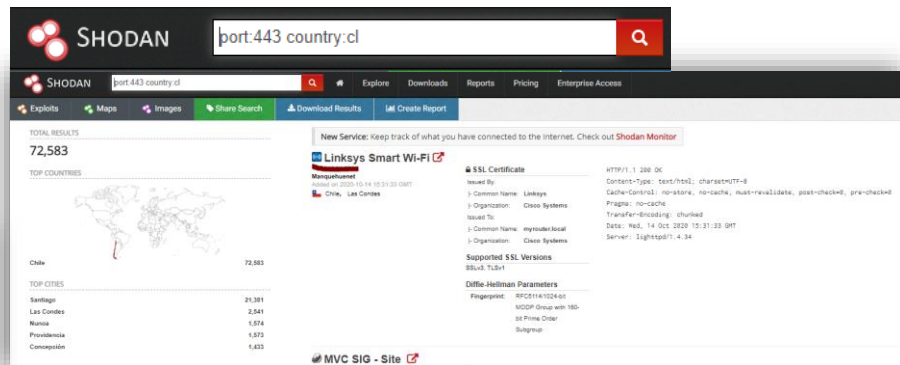 SHODAN
port:443 country:cl
SHODAN
port:443 country:cl
Explore Downloads Reports Pricing Enterprise Access
Exploits Maps Images Share Search Download Results Create Report
TOTAL RESULTS
72,583
TOP COUNTRIES
Chile 72,583
TOP CITIES
Santiago 21,381
Las Condes 2,541
Nunoa 1,574
Providencia 1,573
Concepción 1,433
New Service: Keep track of what you have connected to the Internet. Check out Shodan Monitor
Linksys Smart Wi-Fi
Manquehuenet
Added on 2020-10-14 15:31:33 GMT
Chile, Las Condes
SSL Certificate
Issued By:
|- Common Name: Linksys
|- Organization: Cisco Systems
Issued To:
|- Common Name: myrouter.local
|- Organization: Cisco Systems
Supported SSL Versions
SSLv3, TLSv1
Diffie-Hellman Parameters
Fingerprint: RFC5114/1024-bit
MODP Group with 160-
bit Prime Order
Subgroup
HTTP/1.1 200 OK
Content-Type: text/html; charset=UTF-8
Cache-Control: no-store, no-cache, must-revalidate, post-check=0, pre-check=0
Pragma: no-cache
Transfer-Encoding: chunked
Date: Wed, 14 Oct 2020 15:31:33 GMT
Server: lighttpd/1.4.34
MVC SIG - Site